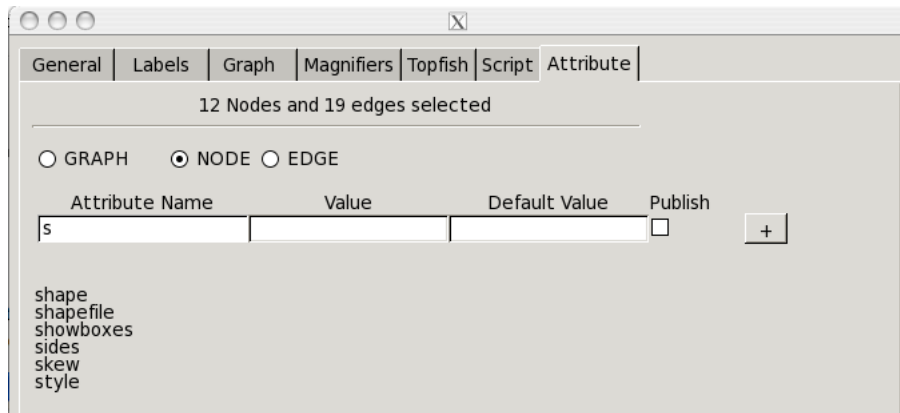 X
General Labels Graph Magnifiers Topfish Script Attribute
12 Nodes and 19 edges selected
GRAPH NODE EDGE
Attribute Name Value Default Value Publish
s +
shape
shapefile
showboxes
sides
skew
style